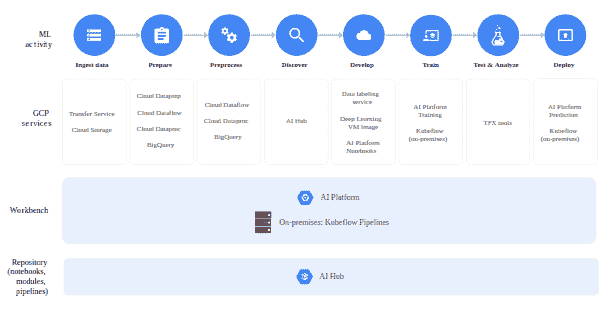 ML
activity
Ingest data
Prepare
Preprocess
Discover
Develop
Train
Test & Analyze
Deploy
GCP
services
Transfer Service
Cloud Storage
Cloud Dataprep
Cloud Dataflow
Cloud Dataproc
BigQuery
Cloud Dataflow
Cloud Dataproc
BigQuery
AI Hub
Data labeling
service
Deep Learning
VM image
AI Platform
Notebooks
AI Platform
Training
Kubeflow
(on-premises)
TFX tools
AI Platform
Prediction
Kubeflow
(on-premises)
Workbench
AI Platform
On-premises: Kubeflow Pipelines
Repository
(notebooks,
modules,
pipelines)
AI Hub